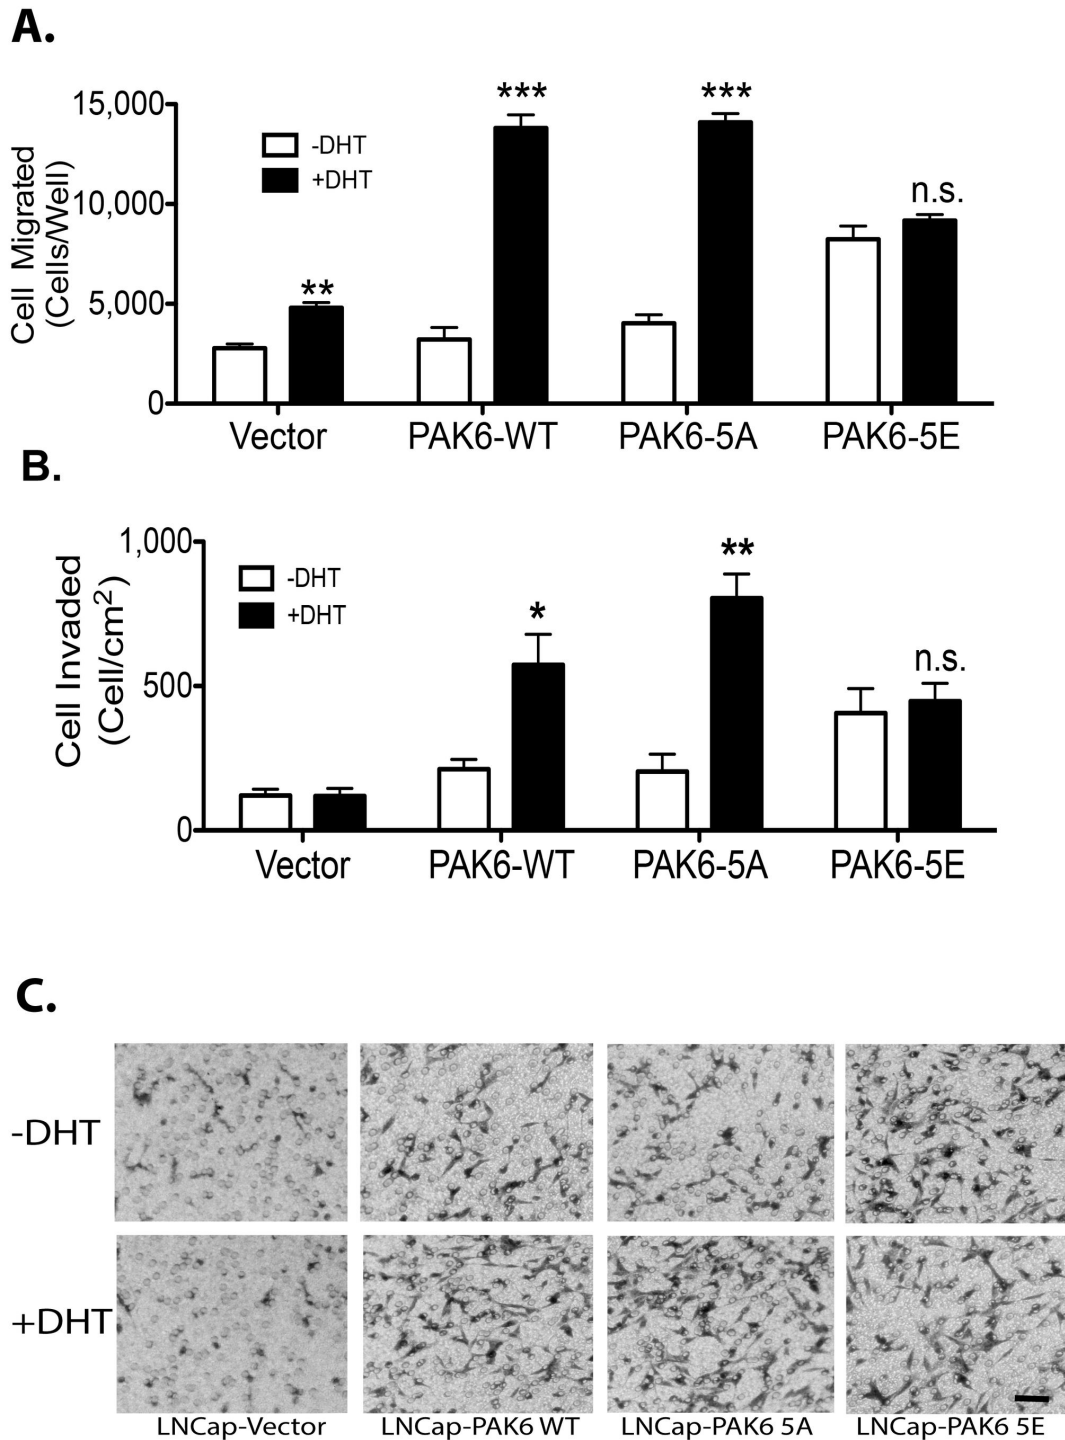 A.
Cell Migrated
(Cells/Well)
15,000
10,000
5,000
0
-DHT
+DHT
**
***
***
n.s.
Vector PAK6-WT PAK6-5A PAK6-5E
B.
Cell Invaded
(Cell/cm²)
1,000
500
0
-DHT
+DHT
*
**
n.s.
Vector PAK6-WT PAK6-5A PAK6-5E
C.
-DHT
+DHT
LNCap-Vector LNCap-PAK6 WT LNCap-PAK6 5A LNCap-PAK6 5E